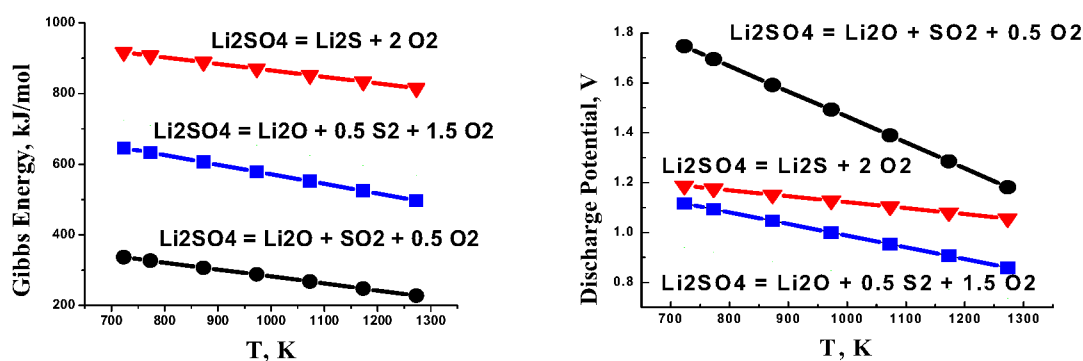 1000
800
600
400
200
Gibbs Energy, kJ/mol
Li2SO4 = Li2S + 2 O2
Li2SO4 = Li2O + 0.5 S2 + 1.5 O2
Li2SO4 = Li2O + SO2 + 0.5 O2
700 800 900 1000 1100 1200 1300
T, K
1.8
1.6
1.4
1.2
1.0
0.8
Discharge Potential, V
Li2SO4 = Li2O + SO2 + 0.5 O2
Li2SO4 = Li2S + 2 O2
Li2SO4 = Li2O + 0.5 S2 + 1.5 O2
700 800 900 1000 1100 1200 1300
T, K